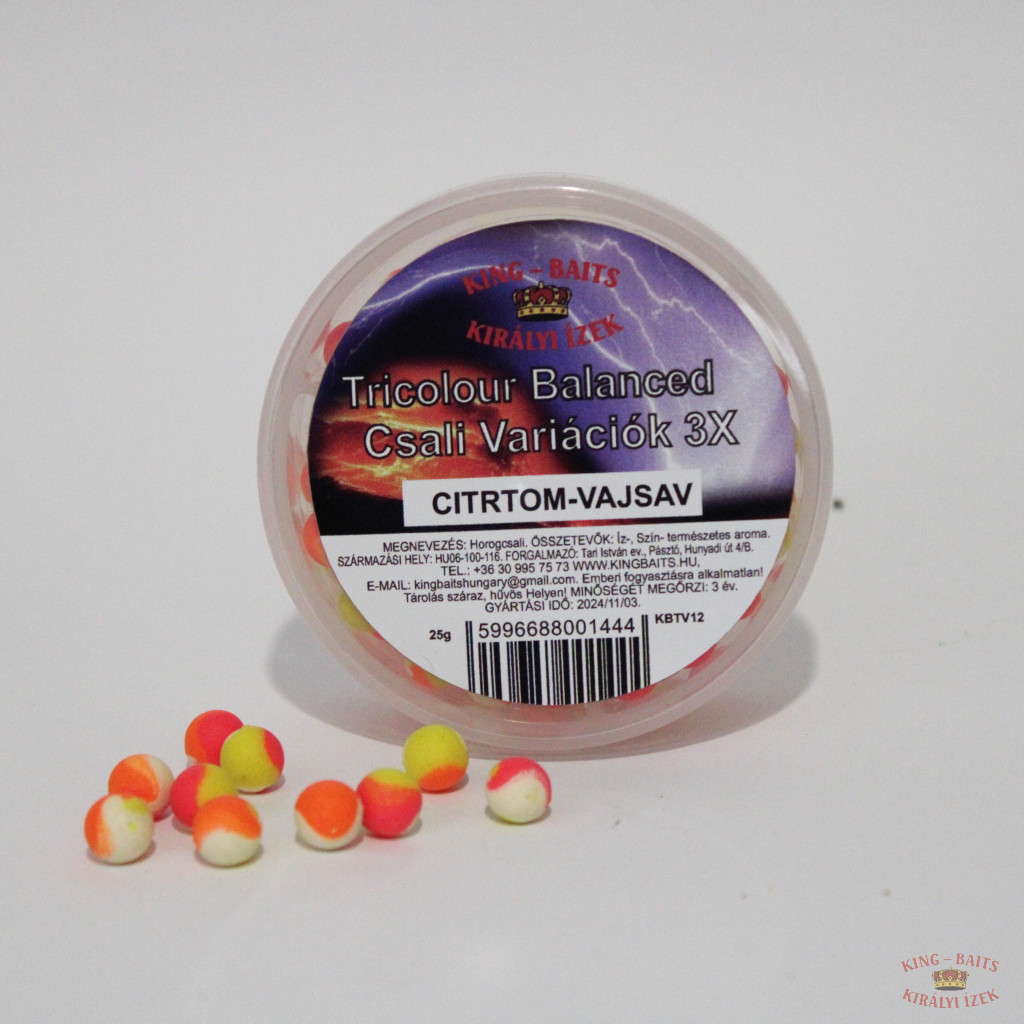 KING – BAITS
KIRÁLYI ÍZEK
Tricolour Balanced
Csali Variációk 3X
CITRTOM-VAJSAV
MEGNEVEZÉS: Horogcsali. ÖSSZETEVŐK: Íz-, Szín- természetes aroma.
SZÁRMAZÁSI HELY: HU06-100-116. FORGALMAZÓ: Tari István ev., Pásztó, Hunyadi út 4/B.
TEL.: +36 30 995 75 73 WWW.KINGBAITS.HU,
E-MAIL: kingbaitshungary@gmail.com. Emberi fogyasztásra alkalmatlan!
Tárolás száraz, hűvös Helyen! MINŐSÉGÉT MEGŐRZI: 3 év.
GYÁRTÁSI IDŐ: 2024/11/03.
25g 5996688001444 KBTV12
KING – BAITS
KIRÁLYI ÍZEK